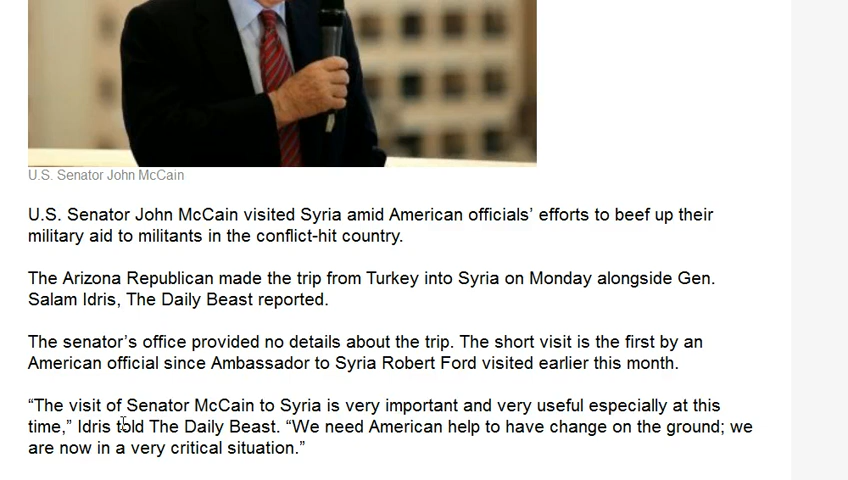 U.S. Senator John McCain
U.S. Senator John McCain visited Syria amid American officials’ efforts to beef up their
military aid to militants in the conflict-hit country.
The Arizona Republican made the trip from Turkey into Syria on Monday alongside Gen.
Salam Idris, The Daily Beast reported.
The senator’s office provided no details about the trip. The short visit is the first by an
American official since Ambassador to Syria Robert Ford visited earlier this month.
“The visit of Senator McCain to Syria is very important and very useful especially at this
time,” Idris told The Daily Beast. “We need American help to have change on the ground; we
are now in a very critical situation.”